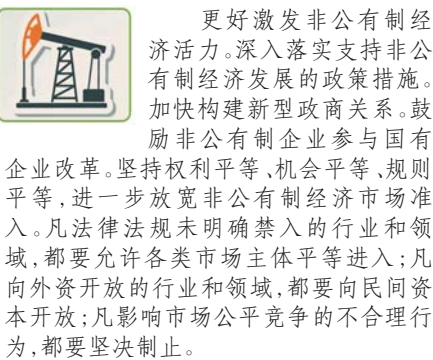 更好激发非公有制经
济活力。深入落实支持非公
有制经济发展的政策措施。
加快构建新型政商关系。鼓
励非公有制企业参与国有
企业改革。坚持权利平等、机会平等、规则
平等,进一步放宽非公有制经济市场准
入。凡法律法规未明确禁入的行业和领
域,都要允许各类市场主体平等进入;凡
向外资开放的行业和领域,都要向民间资
本开放;凡影响市场公平竞争的不合理行
为,都要坚决制止。